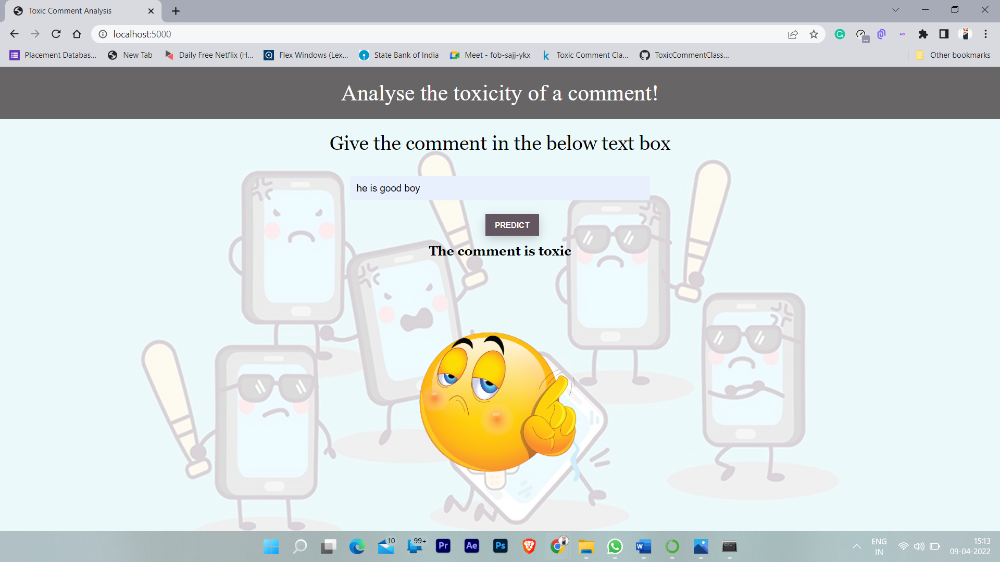 Toxic Comment Analysis
localhost:5000
Placement Databas...
New Tab
Daily Free Netflix (H...
Flex Windows (Lex...
State Bank of India
Meet - fob-sajj-ykx
k
Toxic Comment Cla...
ToxicCommentClass...
Other bookmarks
Analyse the toxicity of a comment!
Give the comment in the below text box
he is good boy
PREDICT
The comment is toxic
10
99+
Pr
Ae
Ps
W
ENG
IN
15:13
09-04-2022